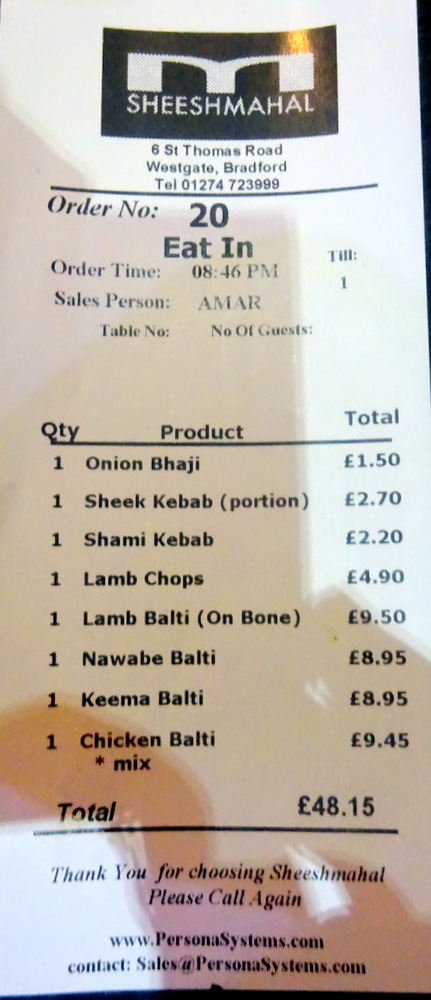 SHEESHMAHAL
6 St Thomas Road
Westgate, Bradford
Tel 01274 723999
Order No: 20
Eat In
Till:
Order Time: 08:46 PM
1
Sales Person: AMAR
Table No: No Of Guests:
Qty Product Total
1 Onion Bhaji £1.50
1 Sheek Kebab (portion) £2.70
1 Shami Kebab £2.20
1 Lamb Chops £4.90
1 Lamb Balti (On Bone) £9.50
1 Nawabe Balti £8.95
1 Keema Balti £8.95
1 Chicken Balti £9.45
* mix
Total £48.15
Thank You for choosing Sheeshmahal
Please Call Again
www.PersonaSystems.com
contact: Sales@PersonaSystems.com